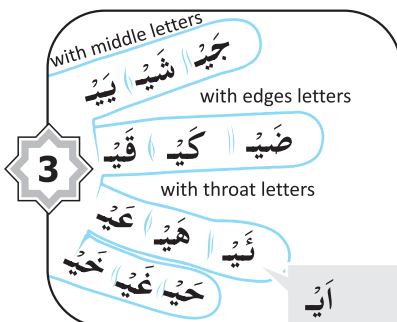 with middle letters
جَيْـ شَيْـ يَيْـ
with edges letters
ضَيْـ كَيْـ قَيْـ
3
with throat letters
ئَيْـ هَيْـ عَيْـ
حَيْـ غَيْـ خَيْـ
اَيْـ